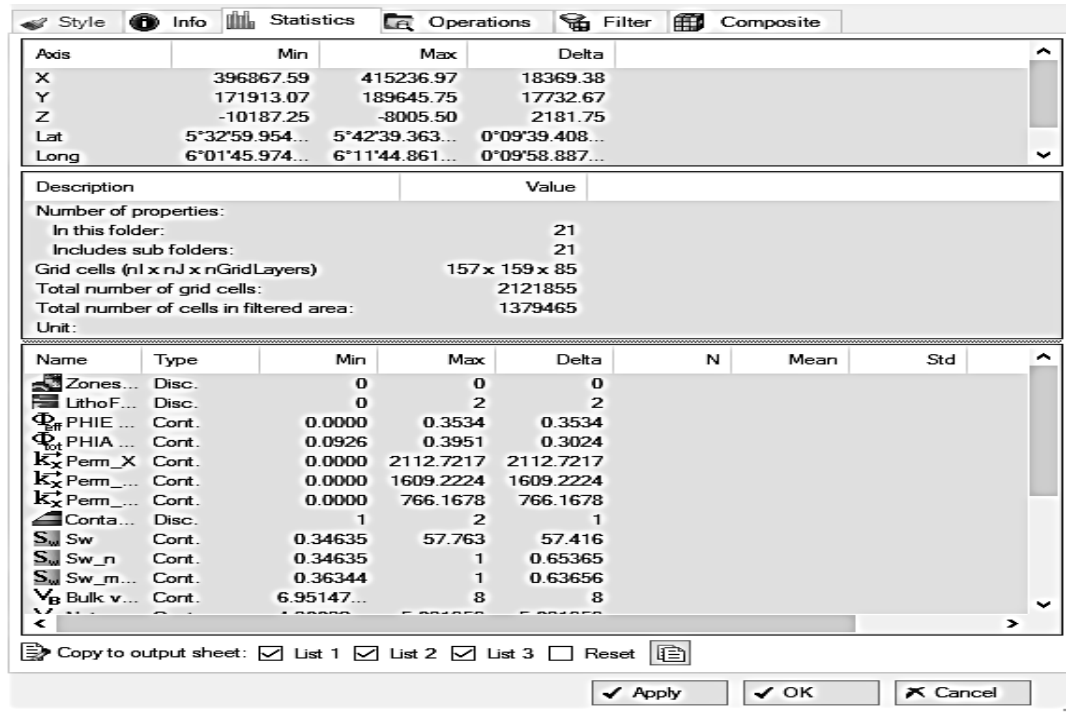 Style Info Statistics Operations Filter Composite
Axis Min Max Delta
X 396867.59 415236.97 18369.38
Y 171913.07 189645.75 17732.67
Z -10187.25 -8005.50 2181.75
Lat 5°32'59.954... 5°42'39.363... 0°09'39.408...
Long 6°01'45.974... 6°11'44.861... 0°09'58.887...
Description Value
Number of properties:
In this folder: 21
Includes sub folders: 21
Grid cells (nI x nJ x nGridLayers) 157 x 159 x 85
Total number of grid cells: 2121855
Total number of cells in filtered area: 1379465
Unit:
Name Type Min Max Delta N Mean Std
Zones... Disc. 0 0 0
LithoF... Disc. 0 2 2
Φeff PHIE ... Cont. 0.0000 0.3534 0.3534
Φtot PHIA ... Cont. 0.0926 0.3951 0.3024
kx Perm_X Cont. 0.0000 2112.7217 2112.7217
kx Perm_... Cont. 0.0000 1609.2224 1609.2224
kx Perm_... Cont. 0.0000 766.1678 766.1678
Conta... Disc. 1 2 1
Sw Sw Cont. 0.34635 57.763 57.416
Sw Sw_n Cont. 0.34635 1 0.65365
Sw Sw_m... Cont. 0.36344 1 0.63656
VB Bulk v... Cont. 6.95147... 8 8
Copy to output sheet: List 1 List 2 List 3 Reset
Apply OK Cancel